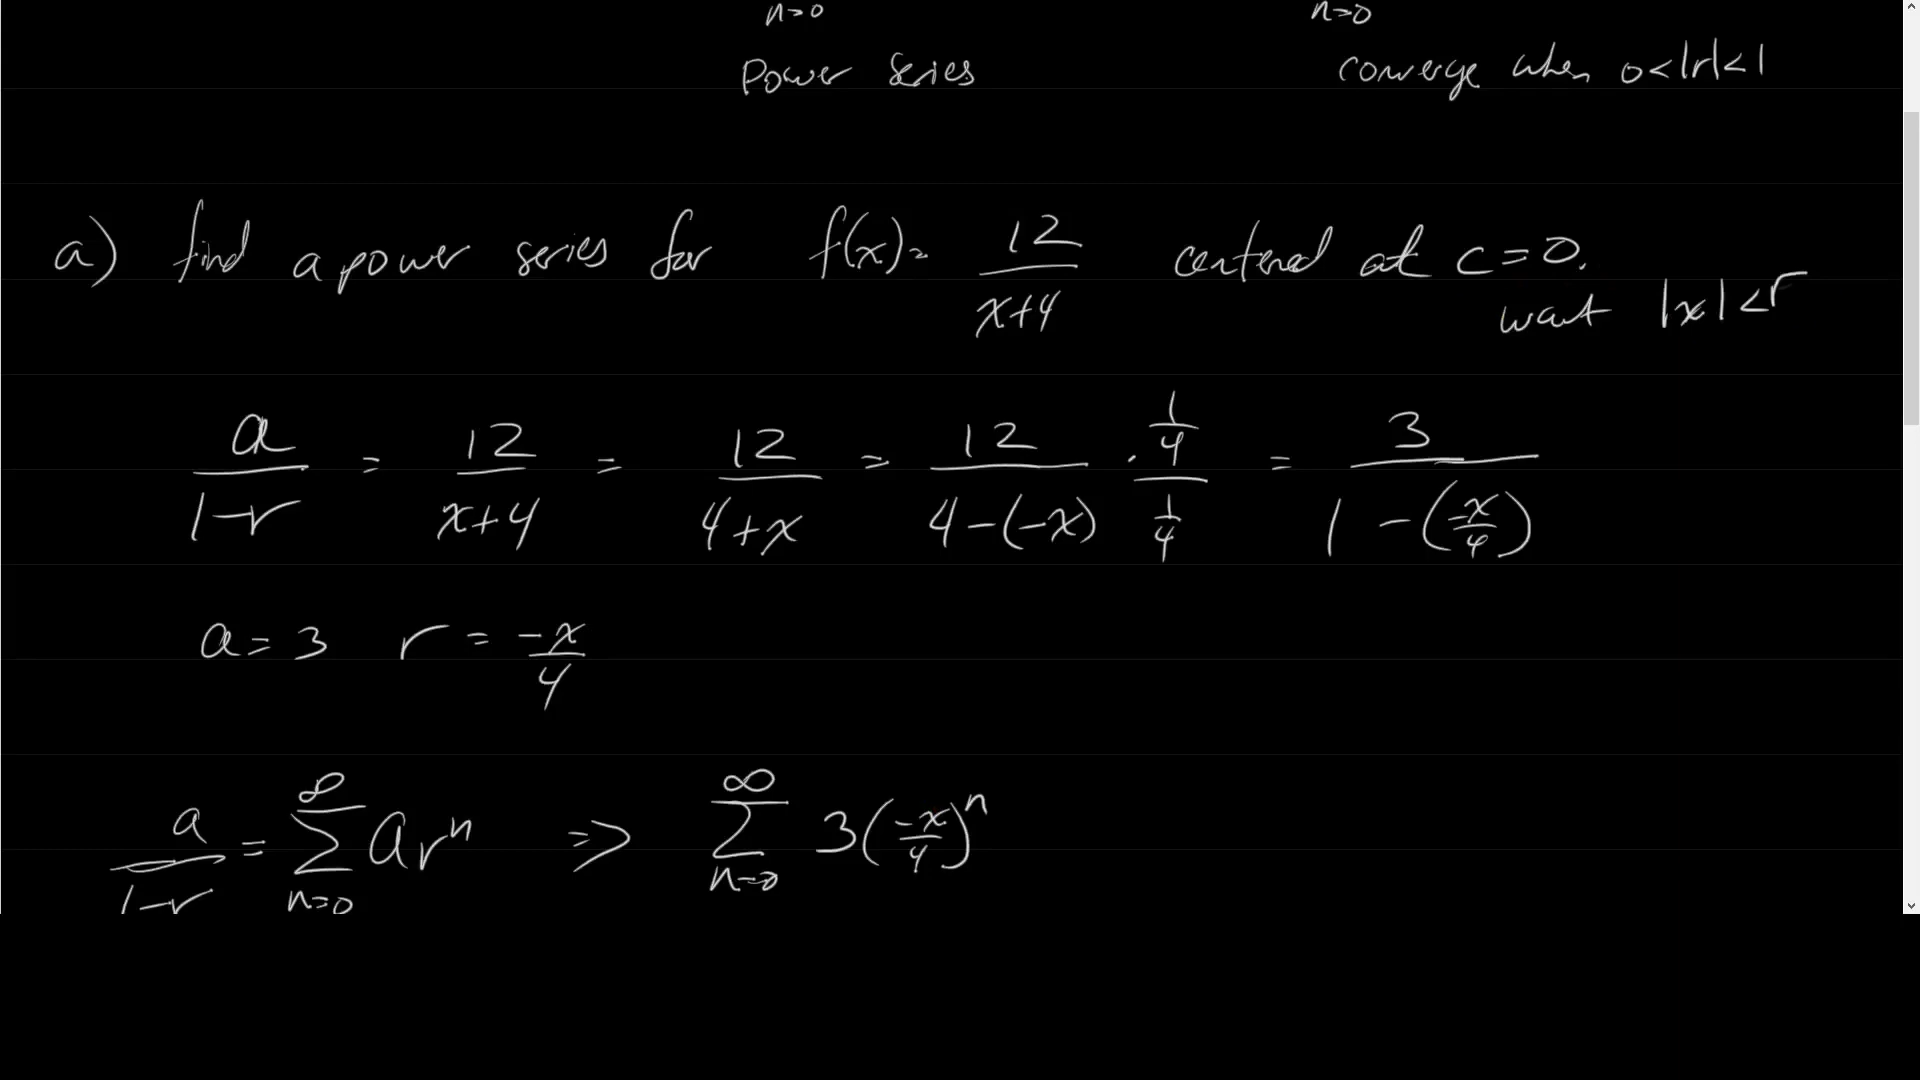 n=0 n=0
Power Series converge when 0<|r|<1
a) find a power series for f(x)= 12/(x+4) centered at c=0.
want |x|<r
a/(1-r) = 12/(x+4) = 12/(4+x) = 12/(4-(-x)) · (1/4)/(1/4) = 3/(1-(-x/4))
a=3 r = -x/4
a/(1-r) = ∞∑n=0 ar^n => ∞∑n=0 3(-x/4)^n